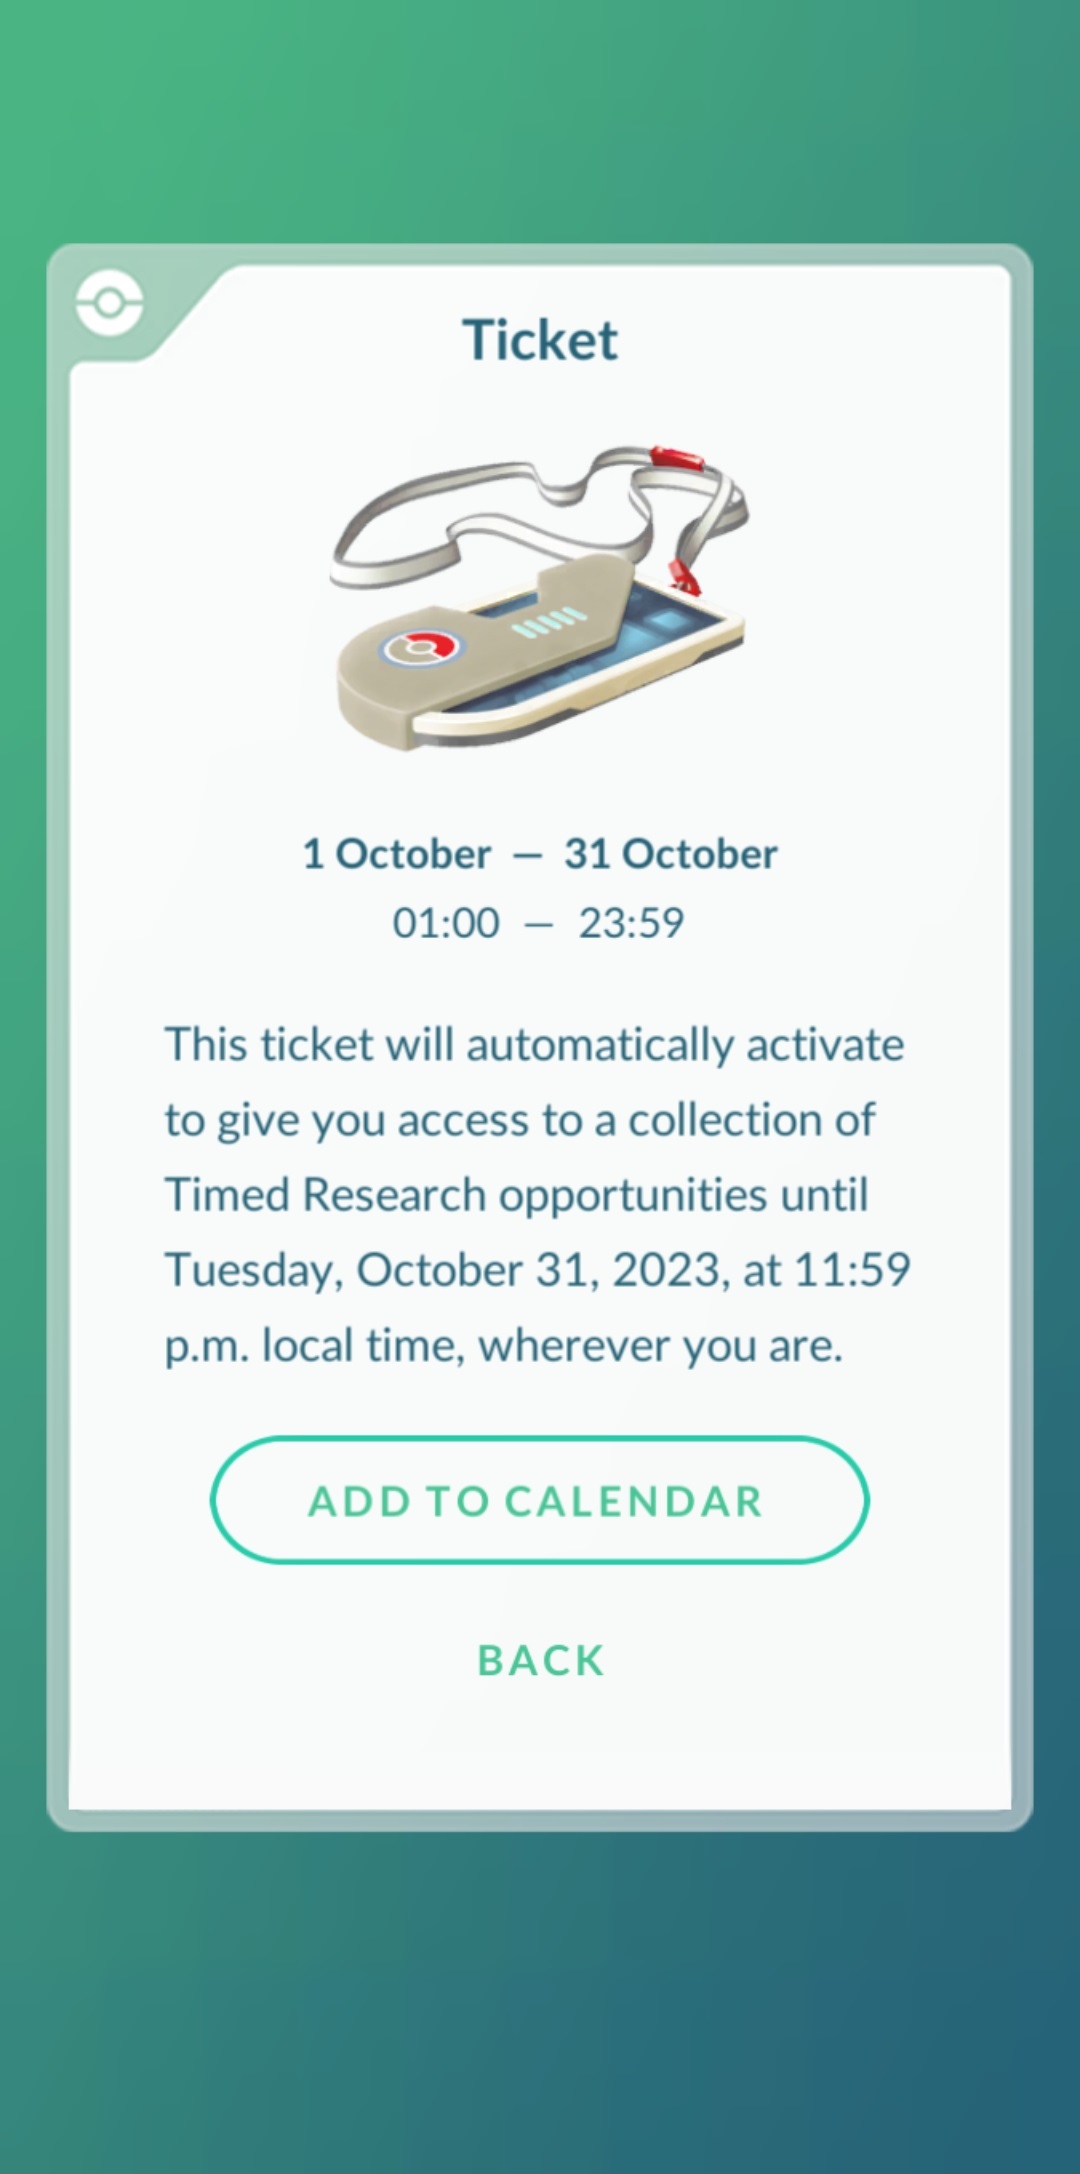 Ticket
1 October — 31 October
01:00 — 23:59
This ticket will automatically activate
to give you access to a collection of
Timed Research opportunities until
Tuesday, October 31, 2023, at 11:59
p.m. local time, wherever you are.
ADD TO CALENDAR
BACK